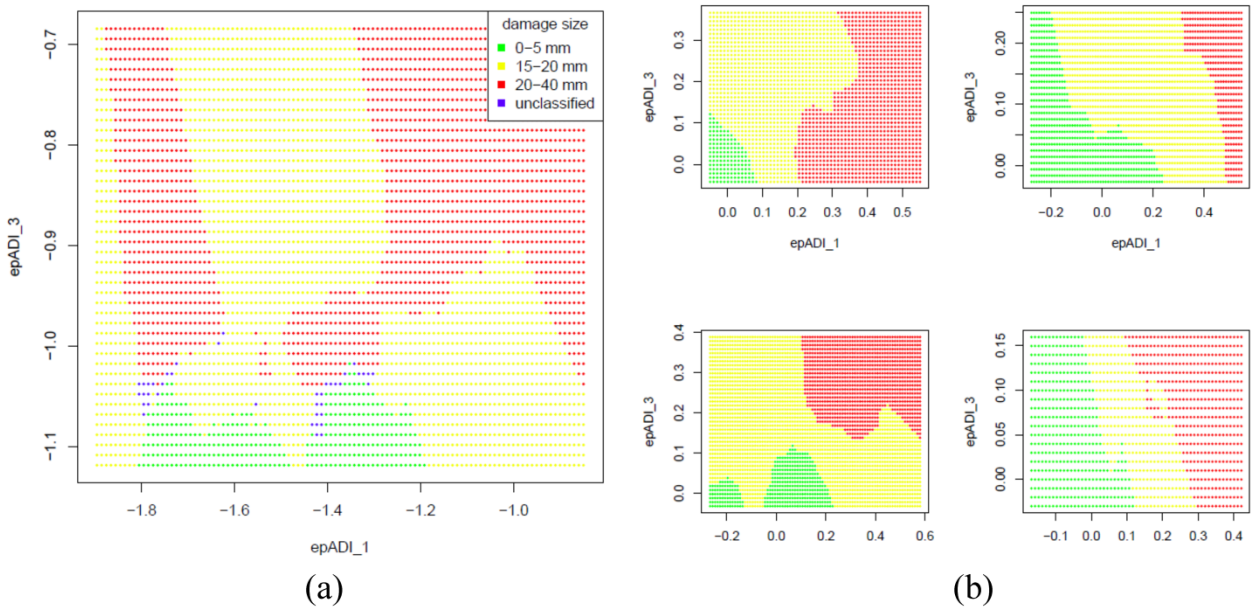 damage size
0−5 mm
15−20 mm
20−40 mm
unclassified
−0.7
−0.8
−0.9
−1.0
−1.1
epADI_3
−1.8 −1.6 −1.4 −1.2 −1.0
epADI_1
(a)
0.3
0.2
0.1
0.0
epADI_3
0.0 0.1 0.2 0.3 0.4 0.5
epADI_1
0.20
0.10
0.00
epADI_3
−0.2 0.0 0.2 0.4
epADI_1
0.4
0.3
0.2
0.1
0.0
epADI_3
−0.2 0.0 0.2 0.4 0.6
epADI_1
0.15
0.10
0.05
0.00
epADI_3
−0.1 0.0 0.1 0.2 0.3 0.4
epADI_1
(b)